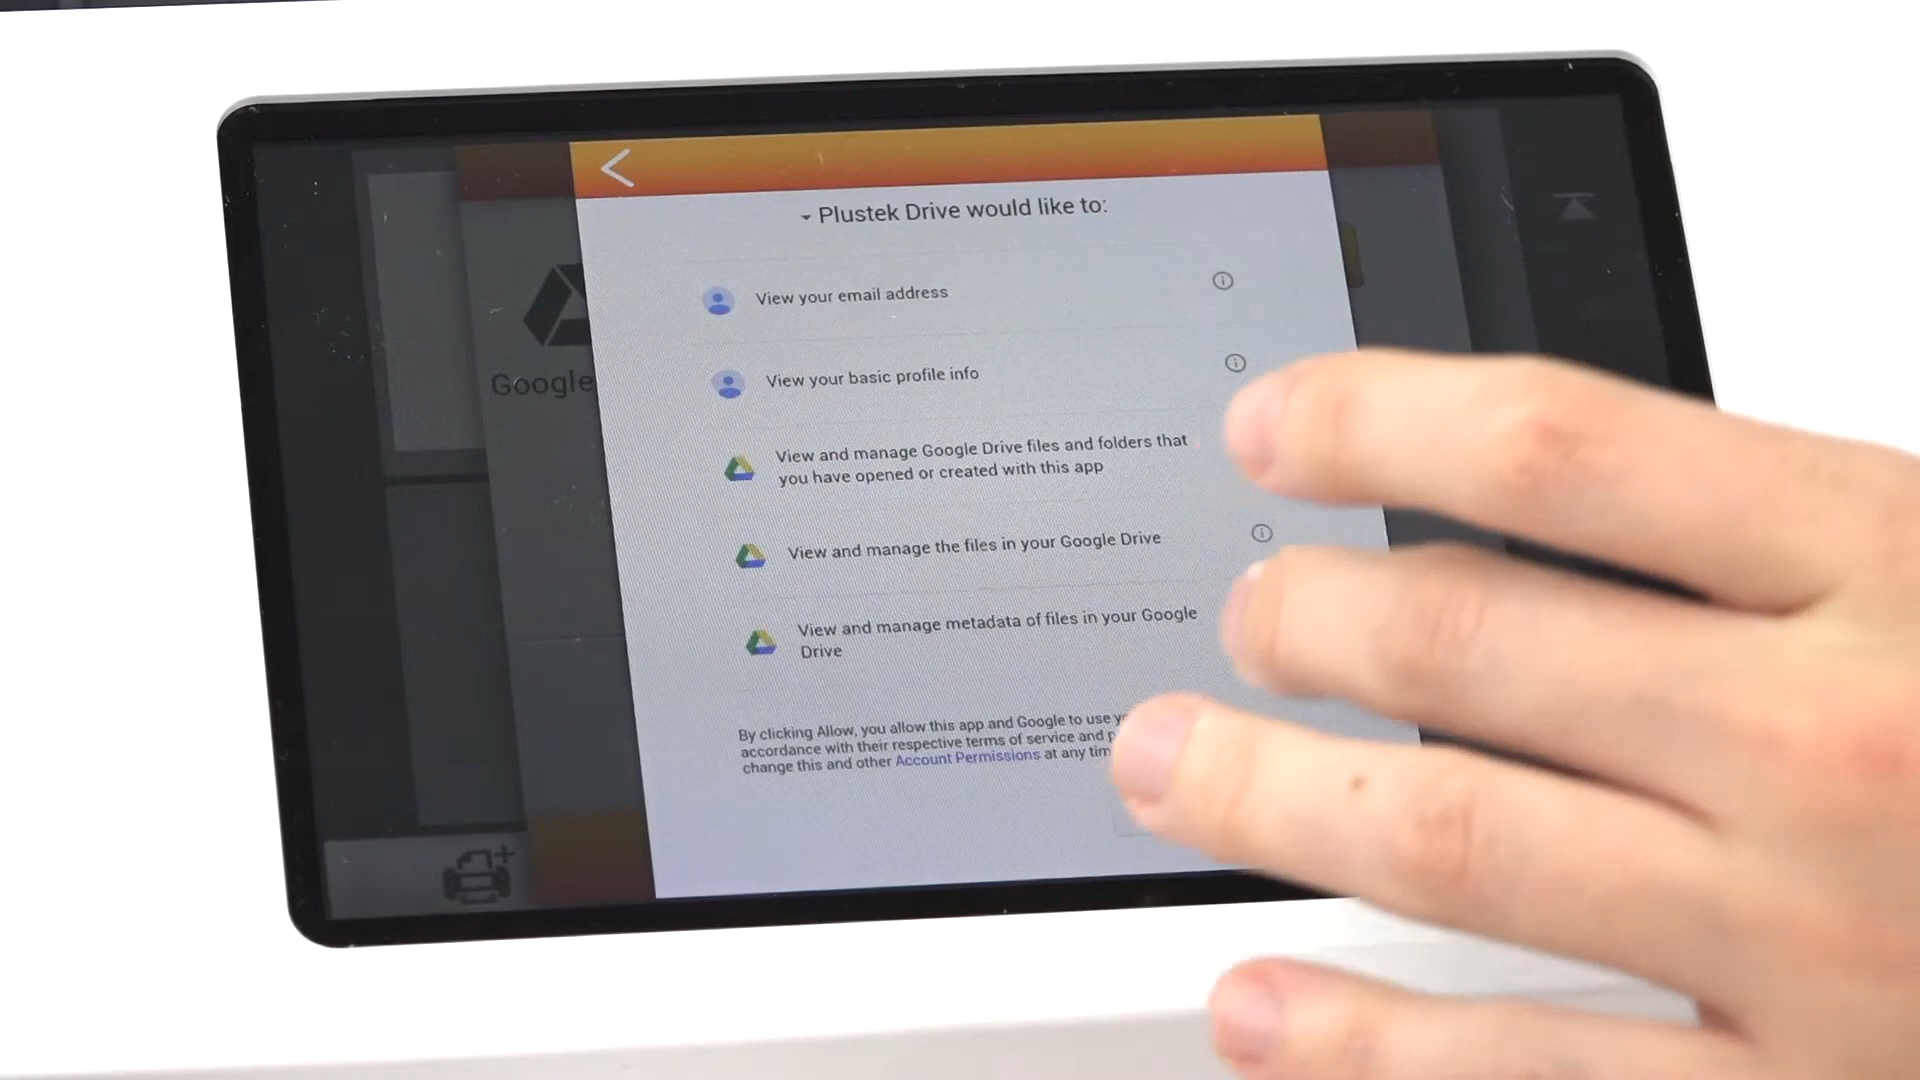 Plustek Drive would like to:
View your email address
View your basic profile info
Google
View and manage Google Drive files and folders that
you have opened or created with this app
View and manage the files in your Google Drive
View and manage metadata of files in your Google
Drive
By clicking Allow, you allow this app and Google to use
accordance with their respective terms of service and
change this and other Account Permissions at any